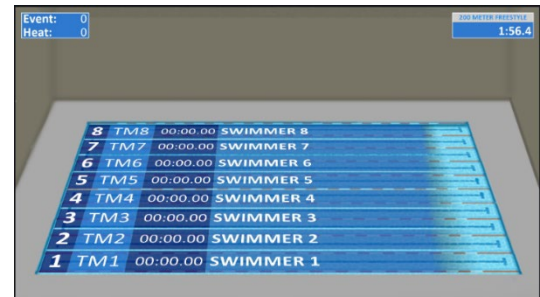 Event: 0
Heat: 0
200 METER FREESTYLE
1:56.4
8 TM8 00:00.00 SWIMMER 8
7 TM7 00:00.00 SWIMMER 7
6 TM6 00:00.00 SWIMMER 6
5 TM5 00:00.00 SWIMMER 5
4 TM4 00:00.00 SWIMMER 4
3 TM3 00:00.00 SWIMMER 3
2 TM2 00:00.00 SWIMMER 2
1 TM1 00:00.00 SWIMMER 1